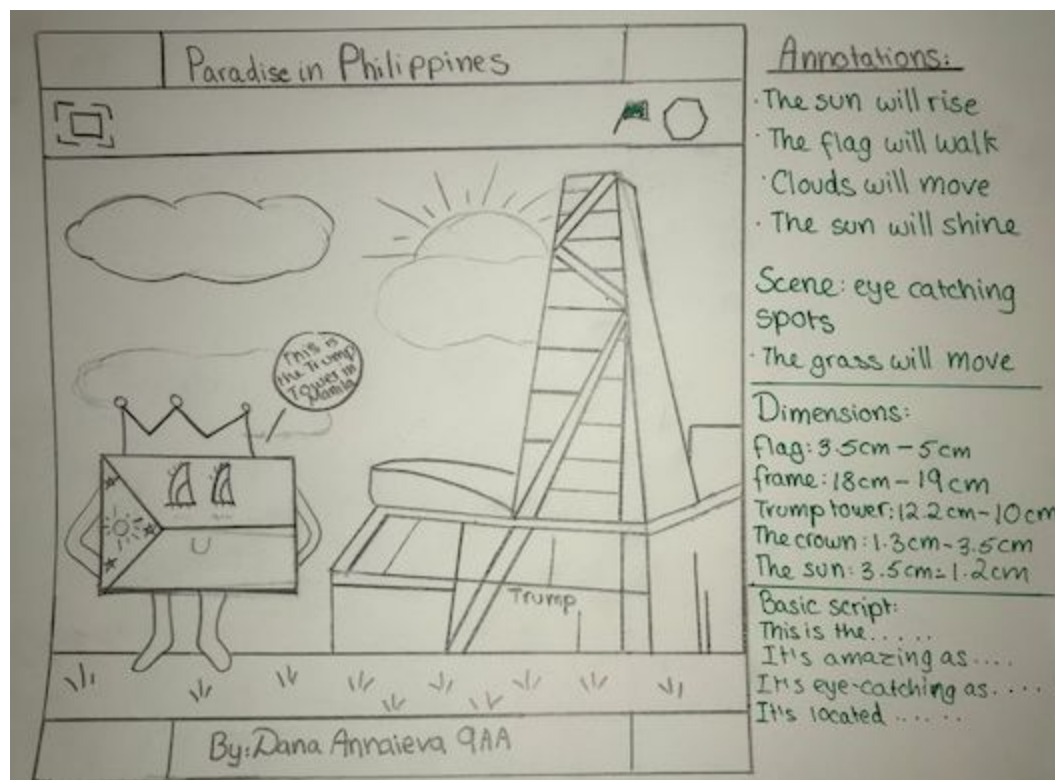 Paradise in Philippines
This is
the Trump
Tower in
Manila
Trump
By: Dana Annaieva 9AA
Annotations:
· The sun will rise
· The flag will walk
· Clouds will move
· The sun will shine
Scene: eye catching
spots
· The grass will move
Dimensions:
flag: 3.5cm - 5cm
frame: 18cm - 19cm
Trump tower: 12.2cm - 10cm
The crown: 1.3cm - 3.5cm
The sun: 3.5cm - 1.2cm
Basic script:
This is the.....
It's amazing as....
It's eye-catching as....
It's located ......